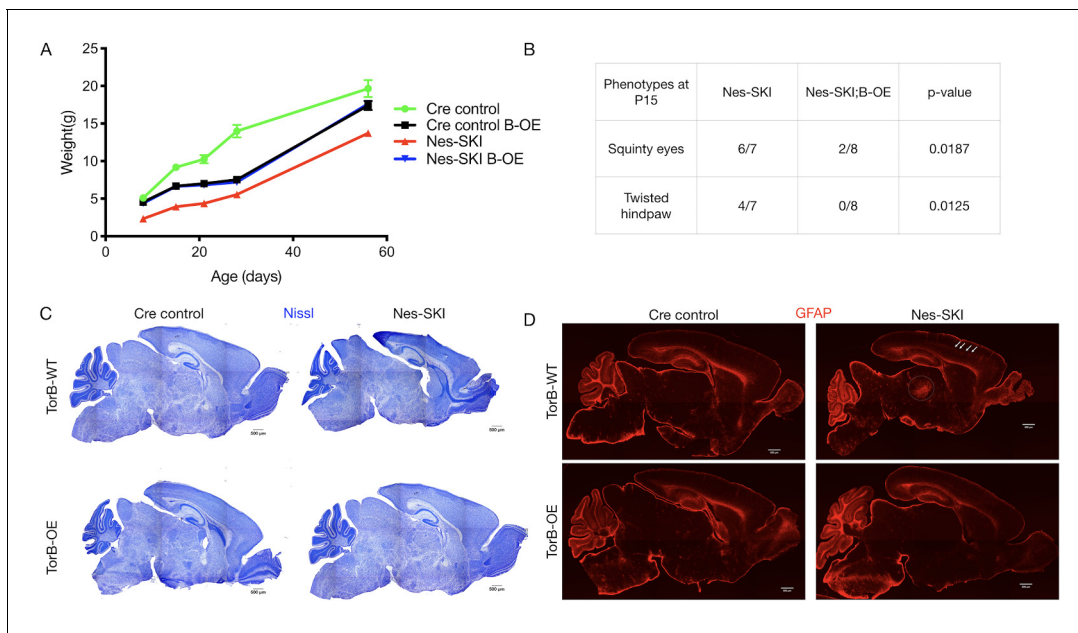 A
25
20
15
10
5
0
Weight(g)
0 20 40 60
Age (days)
Cre control
Cre control B-OE
Nes-SKI
Nes-SKI B-OE
B
Phenotypes at P15 Nes-SKI Nes-SKI;B-OE p-value
Squinty eyes 6/7 2/8 0.0187
Twisted hindpaw 4/7 0/8 0.0125
C
Cre control Nissl Nes-SKI
TorB-WT
500 μm 500 μm
TorB-OE
500 μm 500 μm
D
Cre control GFAP Nes-SKI
TorB-WT
TorB-OE